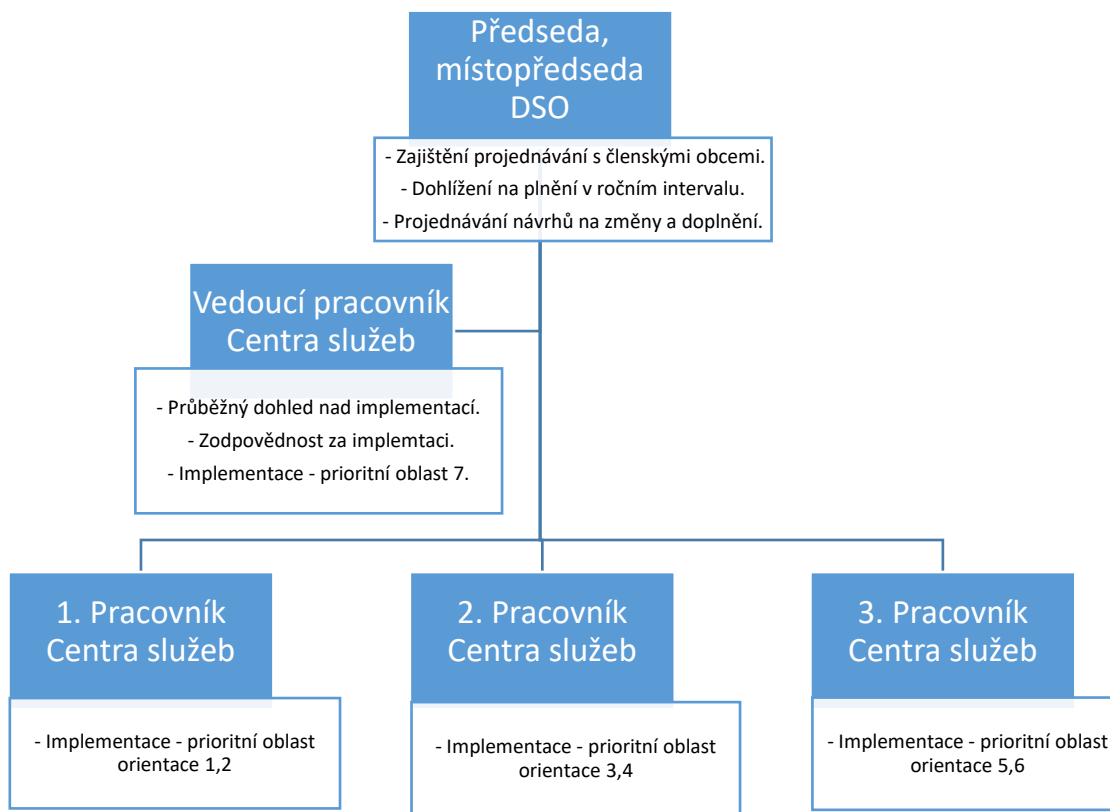 Předseda,
místopředseda
DSO
- Zajištění projednávání s členskými obcemi.
- Dohlížení na plnění v ročním intervalu.
- Projednávání návrhů na změny a doplnění.
Vedoucí pracovník
Centra služeb
- Průběžný dohled nad implementací.
- Zodpovědnost za implemtaci.
- Implementace - prioritní oblast 7.
1. Pracovník
Centra služeb
- Implementace - prioritní oblast
orientace 1,2
2. Pracovník
Centra služeb
- Implementace - prioritní oblast
orientace 3,4
3. Pracovník
Centra služeb
- Implementace - prioritní oblast
orientace 5,6